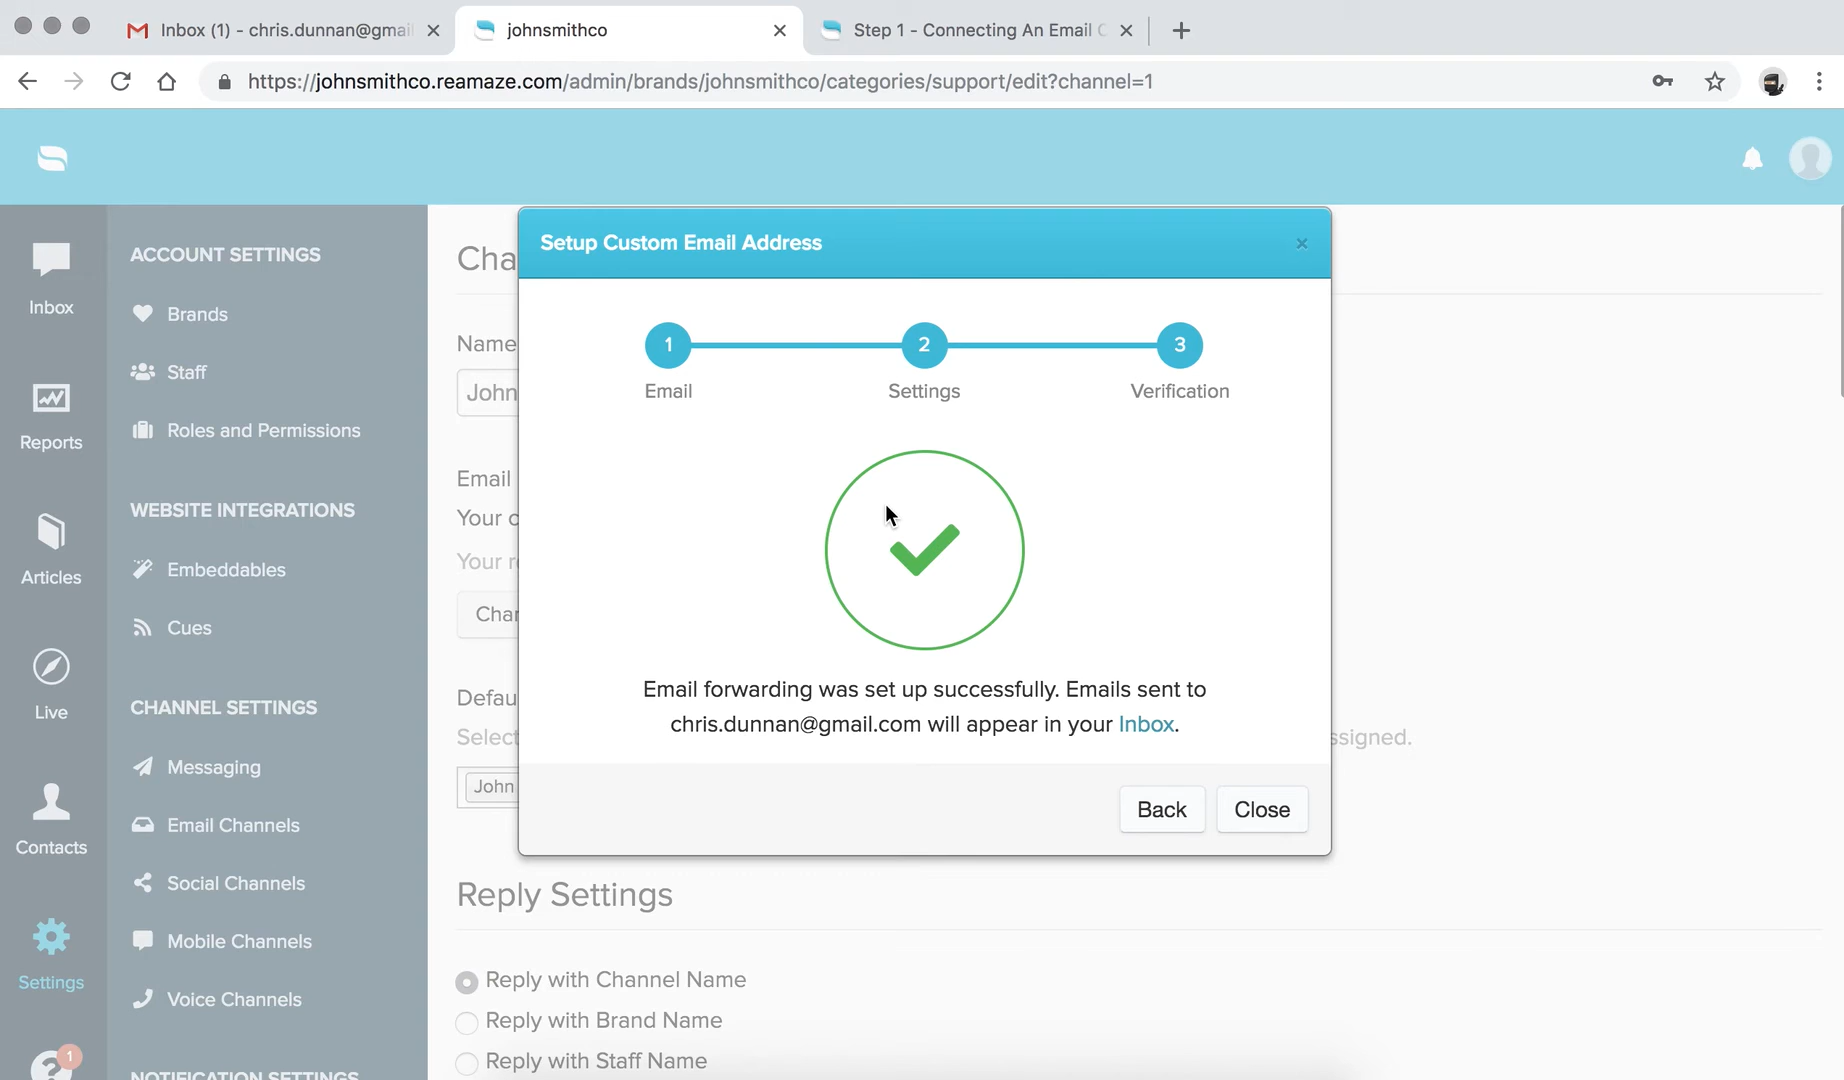 Inbox (1) - chris.dunnan@gmai
johnsmithco
Step 1 - Connecting An Email C
https://johnsmithco.reamaze.com/admin/brands/johnsmithco/categories/support/edit?channel=1
Inbox
Reports
Articles
Live
Contacts
Settings
1
ACCOUNT SETTINGS
Brands
Staff
Roles and Permissions
WEBSITE INTEGRATIONS
Embeddables
Cues
CHANNEL SETTINGS
Messaging
Email Channels
Social Channels
Mobile Channels
Voice Channels
NOTIFICATION SETTINGS
Cha
Name
John
Email
Your c
Your r
Char
Defau
Select
ssigned.
John
Setup Custom Email Address
1
2
3
Email
Settings
Verification
Email forwarding was set up successfully. Emails sent to
chris.dunnan@gmail.com will appear in your Inbox.
Back
Close
Reply Settings
Reply with Channel Name
Reply with Brand Name
Reply with Staff Name